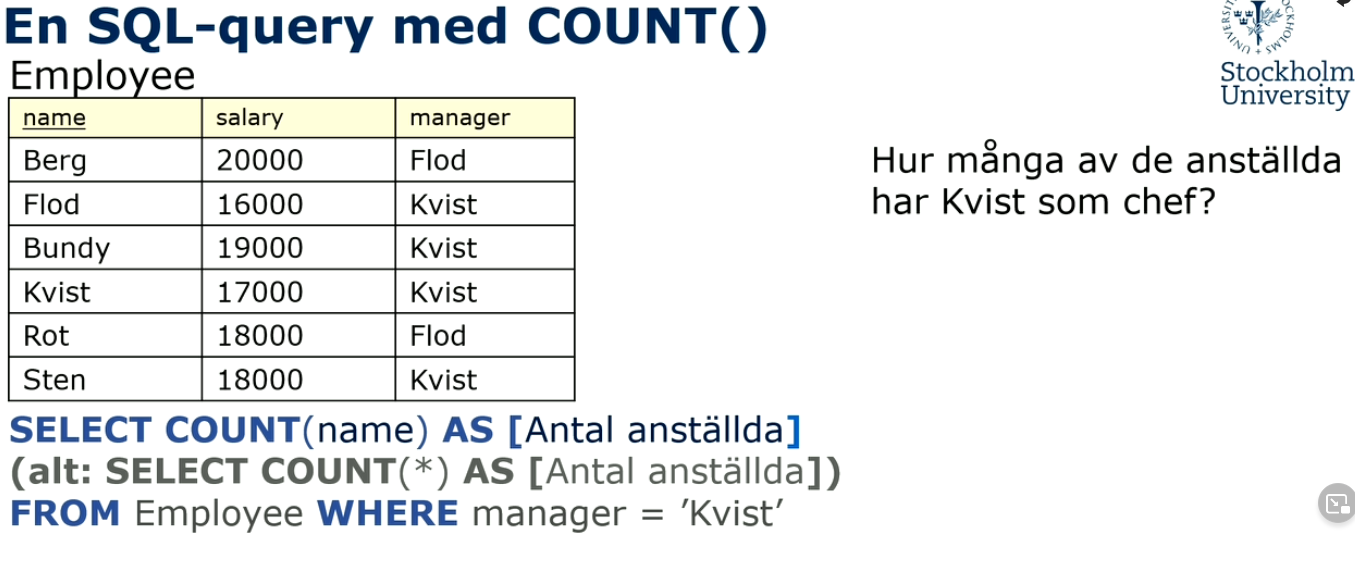 En SQL-query med COUNT()
Employee
name salary manager
Berg 20000 Flod
Flod 16000 Kvist
Bundy 19000 Kvist
Kvist 17000 Kvist
Rot 18000 Flod
Sten 18000 Kvist
SELECT COUNT(name) AS [Antal anställda]
(alt: SELECT COUNT(*) AS [Antal anställda])
FROM Employee WHERE manager = ’Kvist’
Stockholm
University
Hur många av de anställda
har Kvist som chef?